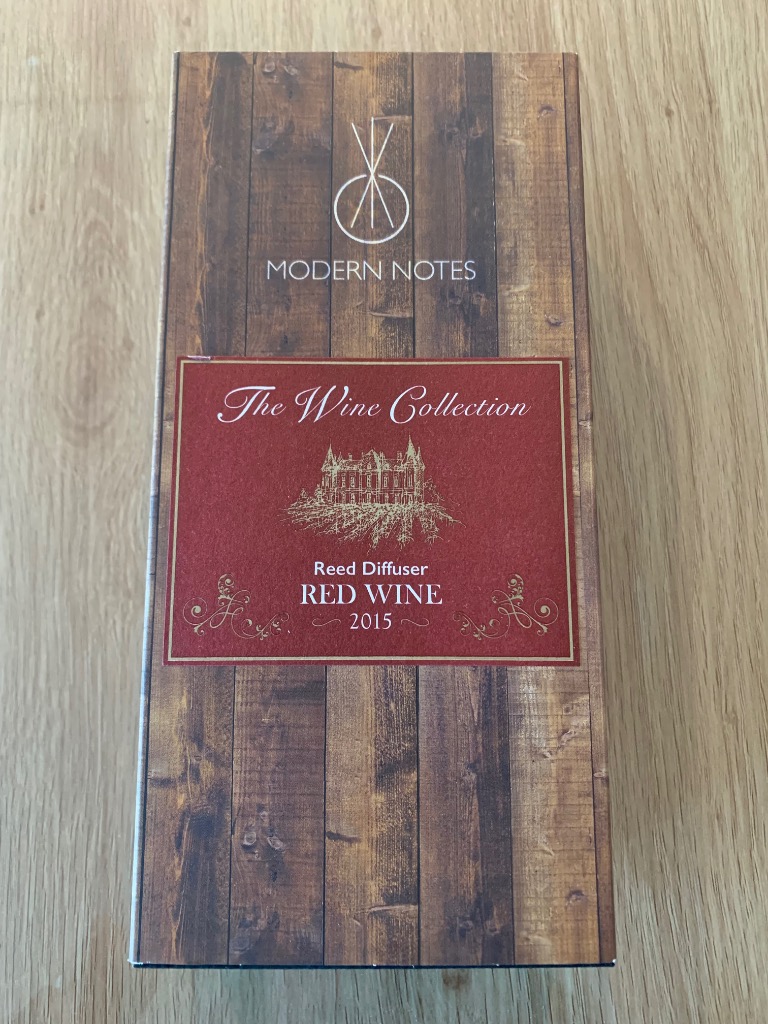 MODERN NOTES
The Wine Collection
Reed Diffuser
RED WINE
2015